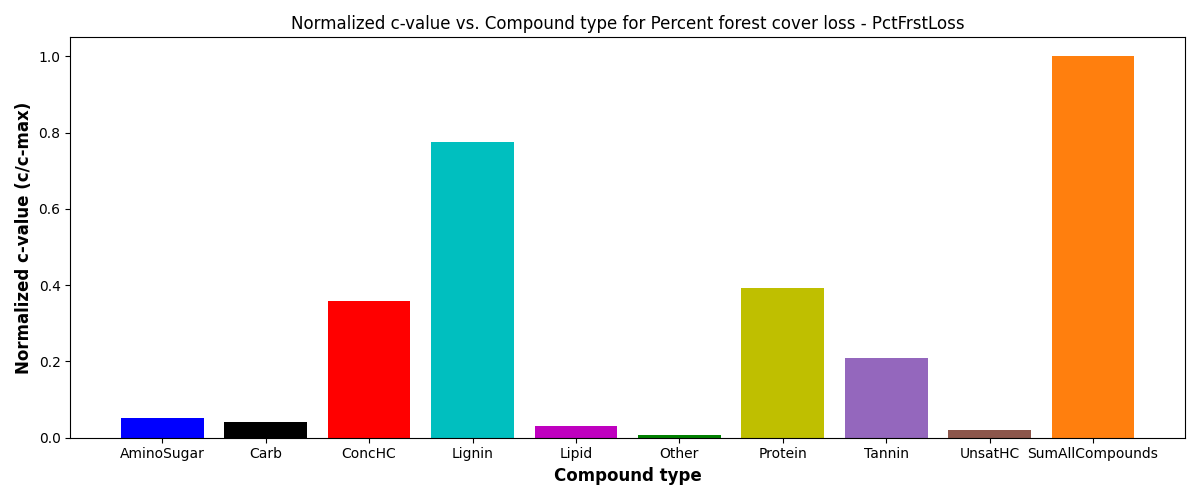 Normalized c-value vs. Compound type for Percent forest cover loss - PctFrstLoss
Normalized c-value (c/c-max)
1.0
0.8
0.6
0.4
0.2
0.0
AminoSugar Carb ConcHC Lignin Lipid Other Protein Tannin UnsatHC SumAllCompounds
Compound type